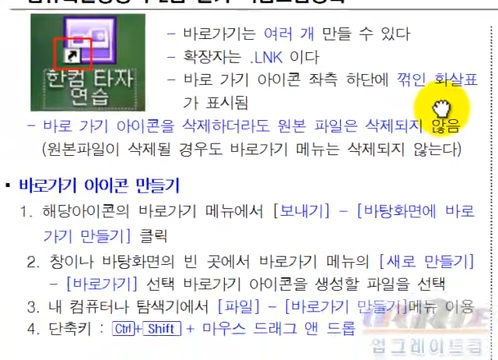 - 바로가기는 여러 개 만들 수 있다
- 확장자는 .LNK 이다
- 바로 가기 아이콘 좌측 하단에 꺾인 화살표
가 표시됨
한컴 타자
연습
- 바로 가기 아이콘을 삭제하더라도 원본 파일은 삭제되지 않음
(원본파일이 삭제될 경우도 바로가기 메뉴는 삭제되지 않는다)
▪ 바로가기 아이콘 만들기
1. 해당아이콘의 바로가기 메뉴에서 [보내기] - [바탕화면에 바로
가기 만들기] 클릭
2. 창이나 바탕화면의 빈 곳에서 바로가기 메뉴의 [새로 만들기]
- [바로가기] 선택 바로가기 아이콘을 생성할 파일을 선택
3. 내 컴퓨터나 탐색기에서 [파일] - [바로가기 만들기]메뉴 이용
4. 단축키 : Ctrl+Shift + 마우스 드래그 앤 드롭